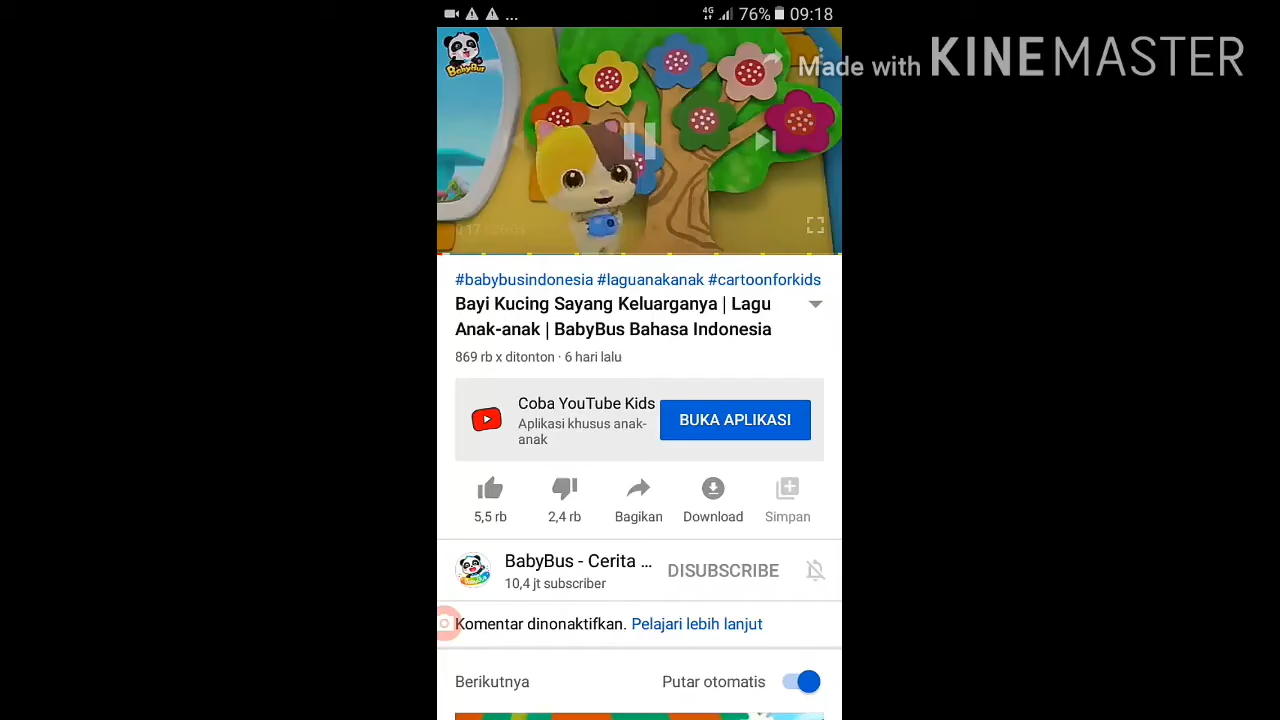 ... 4G 76% 09:18
BabyBus
Made with KINEMASTER
#babybusindonesia #laguanakanak #cartoonforkids
Bayi Kucing Sayang Keluarganya | Lagu
Anak-anak | BabyBus Bahasa Indonesia
869 rb x ditonton · 6 hari lalu
Coba YouTube Kids
Aplikasi khusus anak-
anak
BUKA APLIKASI
5,5 rb 2,4 rb Bagikan Download Simpan
BabyBus - Cerita ...
10,4 jt subscriber
DISUBSCRIBE
Komentar dinonaktifkan. Pelajari lebih lanjut
Berikutnya Putar otomatis